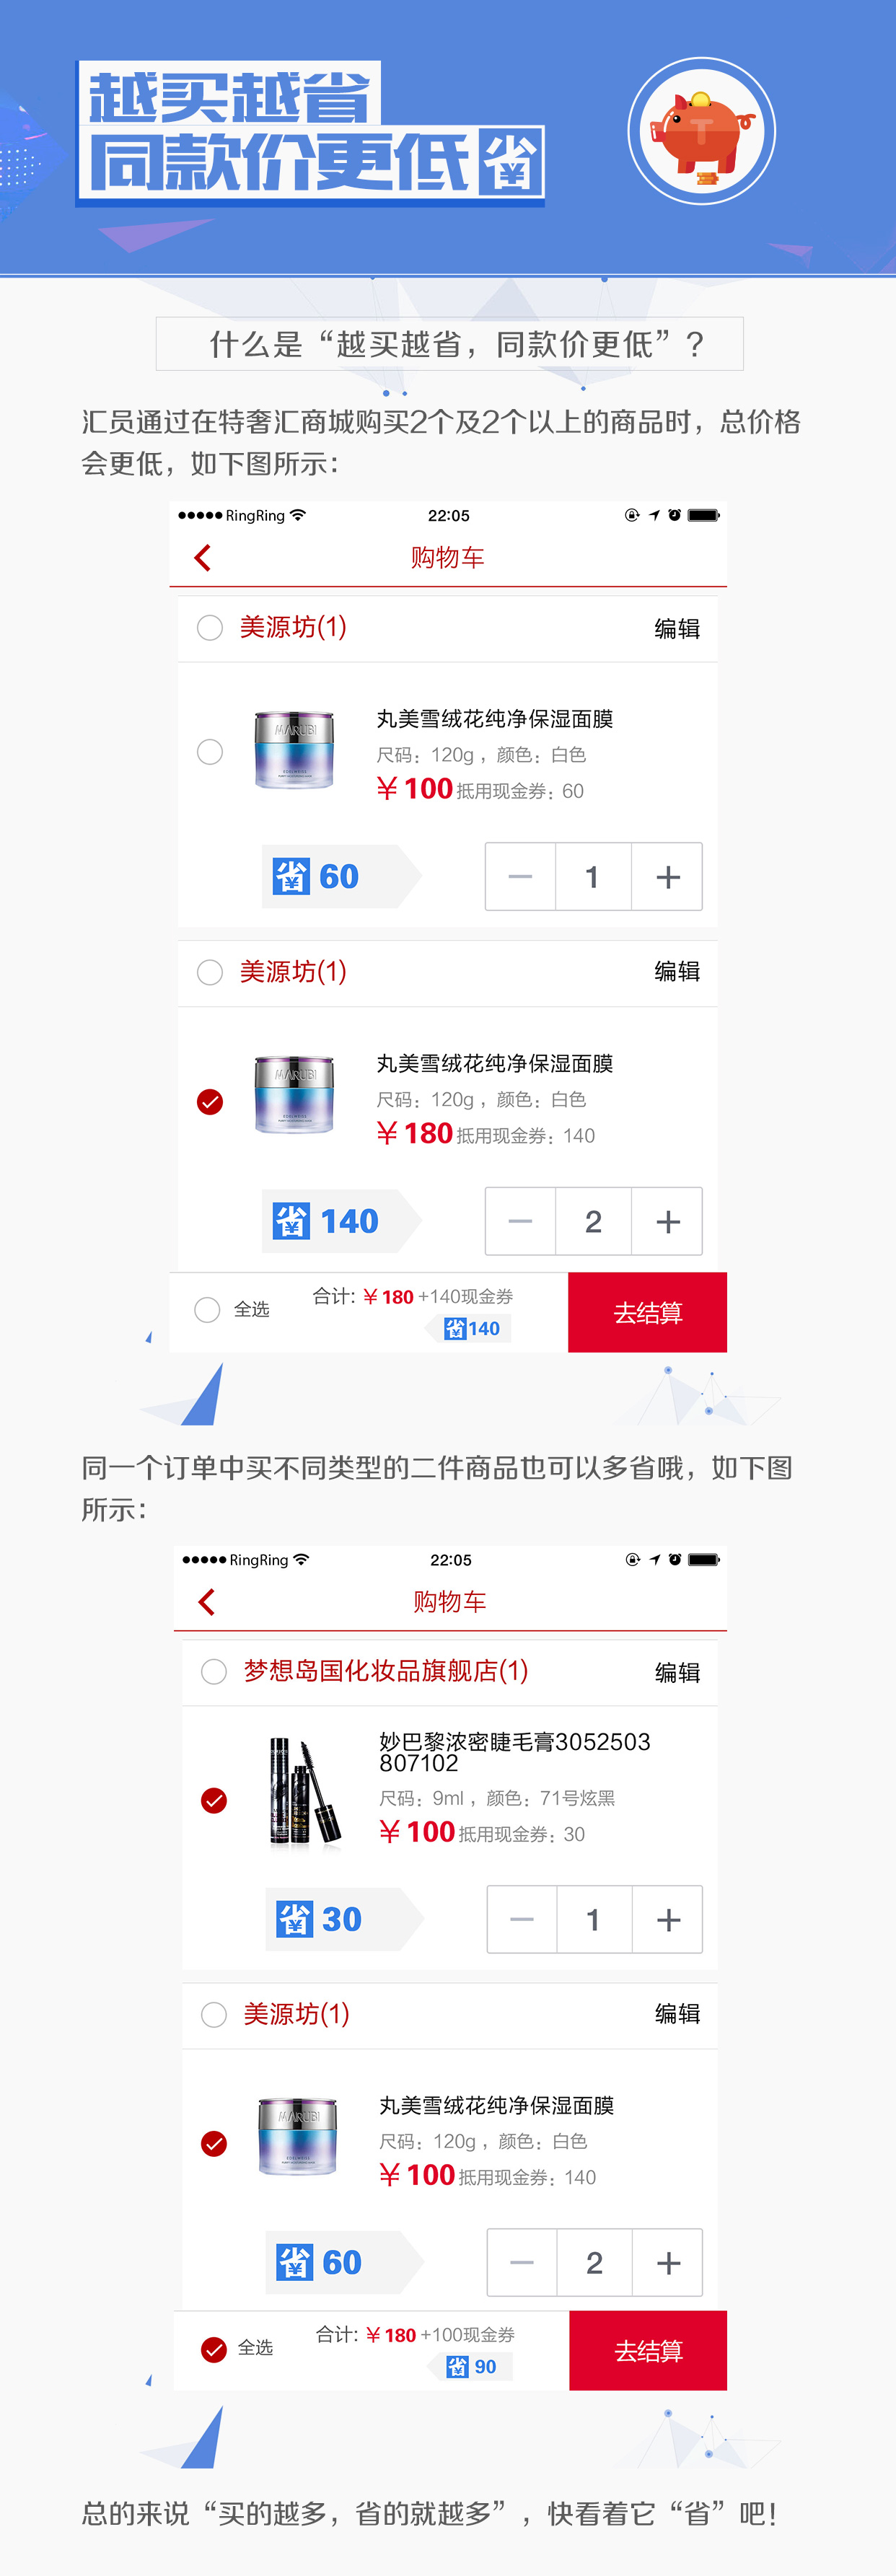 越买越省
同款价更低 省
什么是“越买越省，同款价更低”？
汇员通过在特奢汇商城购买2个及2个以上的商品时，总价格
会更低，如下图所示：
RingRing 22:05
购物车
美源坊(1) 编辑
MARUBI
丸美雪绒花纯净保湿面膜
尺码：120g ，颜色：白色
￥100 抵用现金券：60
省 60
1
美源坊(1) 编辑
MARUBI
丸美雪绒花纯净保湿面膜
尺码：120g ，颜色：白色
￥180 抵用现金券：140
省 140
2
全选 合计: ￥180 +140现金券 去结算
省 140
同一个订单中买不同类型的二件商品也可以多省哦，如下图
所示：
RingRing 22:05
购物车
梦想岛国化妆品旗舰店(1) 编辑
妙巴黎浓密睫毛膏3052503
807102
尺码：9ml ，颜色：71号炫黑
￥100 抵用现金券：30
省 30
1
美源坊(1) 编辑
MARUBI
丸美雪绒花纯净保湿面膜
尺码：120g ，颜色：白色
￥100 抵用现金券：140
省 60
2
全选 合计: ￥180 +100现金券 去结算
省 90
总的来说“买的越多，省的就越多”，快看着它“省”吧！